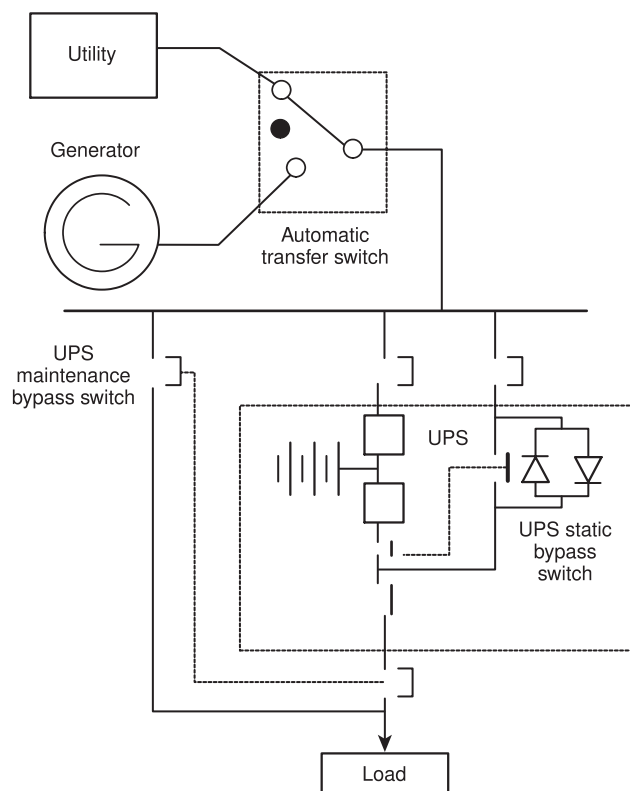 Utility
Generator
Automatic
transfer switch
UPS
maintenance
bypass switch
UPS
UPS static
bypass
switch
Load